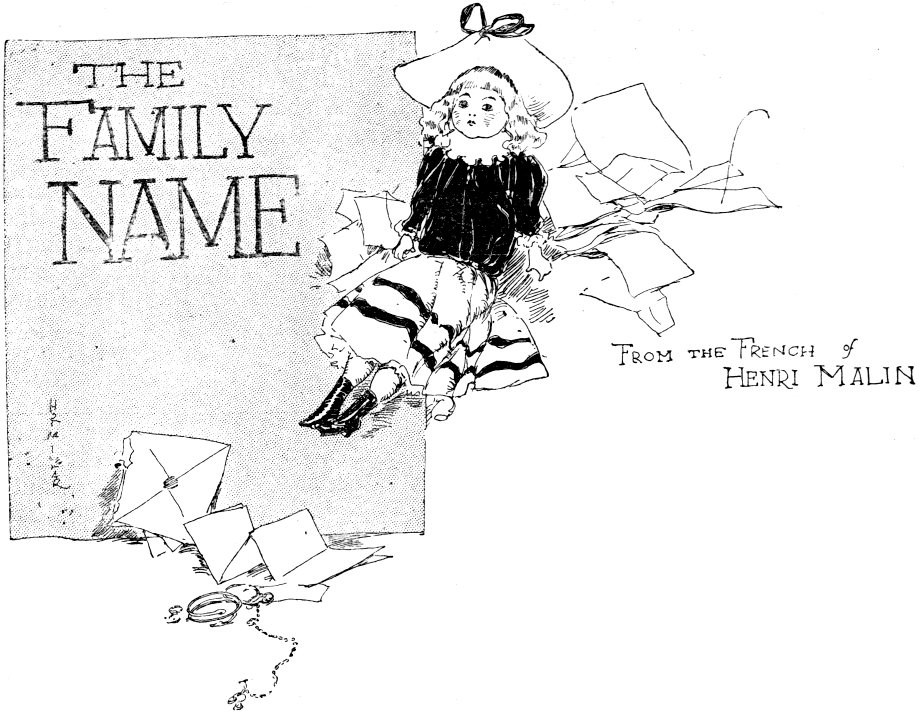 THE
FAMILY
NAME
FROM THE FRENCH of
HENRI MALIN